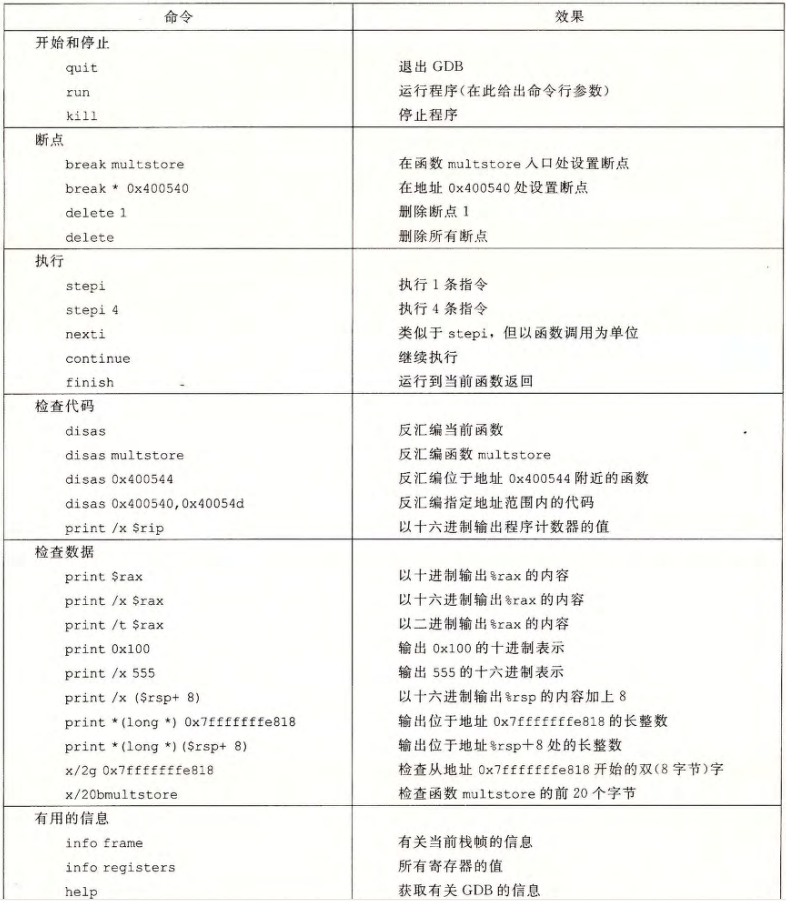 命令 效果
开始和停止
quit 退出 GDB
run 运行程序(在此给出命令行参数)
kill 停止程序
断点
break multstore 在函数 multstore 入口处设置断点
break * 0x400540 在地址 0x400540 处设置断点
delete 1 删除断点 1
delete 删除所有断点
执行
stepi 执行 1 条指令
stepi 4 执行 4 条指令
nexti 类似于 stepi，但以函数调用为单位
continue 继续执行
finish 运行到当前函数返回
检查代码
disas 反汇编当前函数
disas multstore 反汇编函数 multstore
disas 0x400544 反汇编位于地址 0x400544 附近的函数
disas 0x400540,0x40054d 反汇编指定地址范围内的代码
print /x $rip 以十六进制输出程序计数器的值
检查数据
print $rax 以十进制输出%rax 的内容
print /x $rax 以十六进制输出%rax 的内容
print /t $rax 以二进制输出%rax 的内容
print 0x100 输出 0x100 的十进制表示
print /x 555 输出 555 的十六进制表示
print /x ($rsp+ 8) 以十六进制输出%rsp 的内容加上 8
print *(long *) 0x7fffffffe818 输出位于地址 0x7fffffffe818 的长整数
print *(long *) ($rsp+ 8) 输出位于地址%rsp＋8 处的长整数
x/2g 0x7fffffffe818 检查从地址 0x7fffffffe818 开始的双(8 字节)字
x/20bmultstore 检查函数 multstore 的前 20 个字节
有用的信息
info frame 有关当前栈帧的信息
info registers 所有寄存器的值
help 获取有关 GDB 的信息